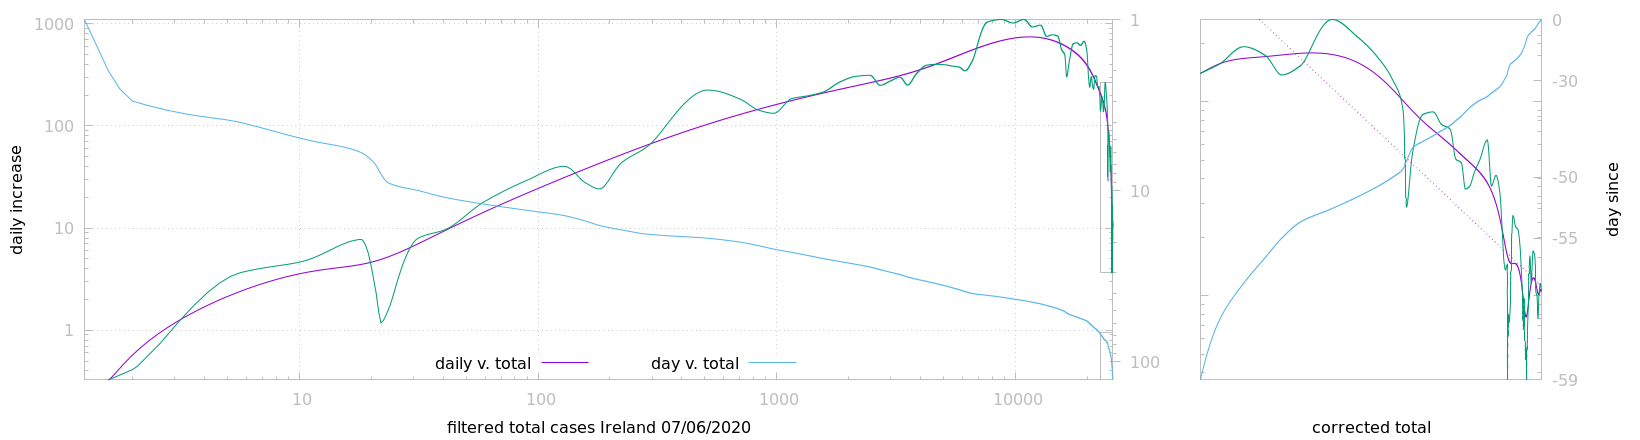 1000
100
10
1
daily increase
10
100
1000
10000
filtered total cases Ireland 07/06/2020
daily v. total
day v. total
1
10
100
0
-30
-50
-55
-59
day since
corrected total